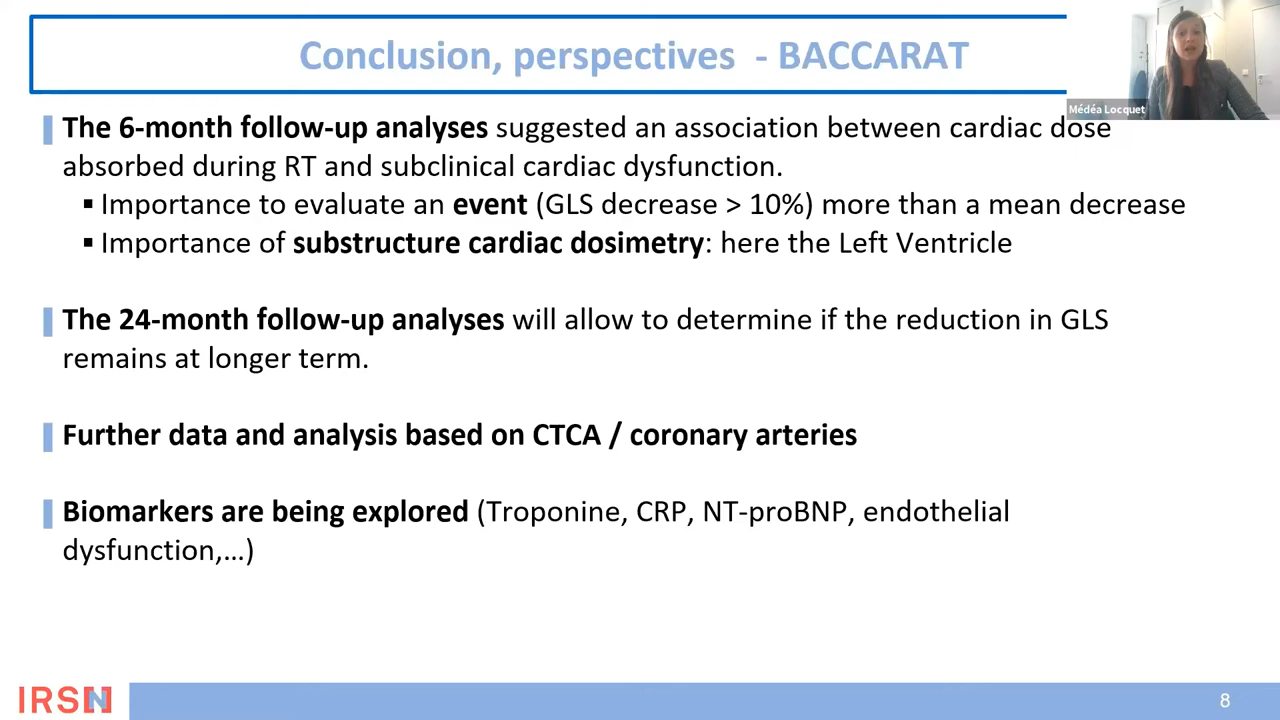 Conclusion, perspectives - BACCARAT
Médéa Locquet
The 6-month follow-up analyses suggested an association between cardiac dose
absorbed during RT and subclinical cardiac dysfunction.
▪ Importance to evaluate an event (GLS decrease > 10%) more than a mean decrease
▪ Importance of substructure cardiac dosimetry: here the Left Ventricle
The 24-month follow-up analyses will allow to determine if the reduction in GLS
remains at longer term.
Further data and analysis based on CTCA / coronary arteries
Biomarkers are being explored (Troponine, CRP, NT-proBNP, endothelial
dysfunction,...)
IRSN
8